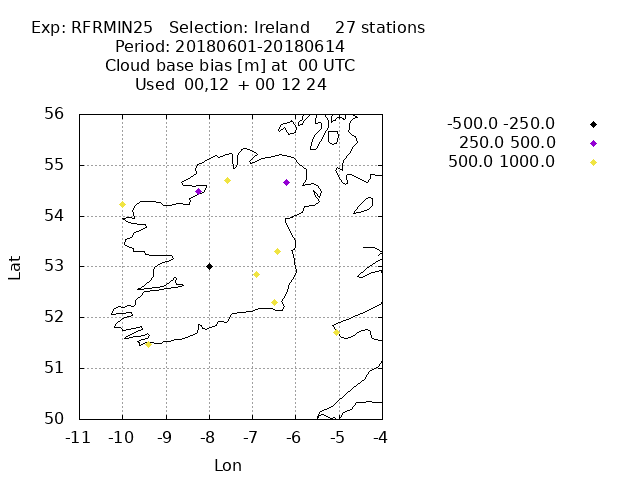 Exp: RFRMIN25   Selection: Ireland     27 stations
Period: 20180601-20180614
Cloud base bias [m] at  00 UTC
Used  00,12  + 00 12 24
-500.0 -250.0
250.0 500.0
500.0 1000.0
56
55
54
53
52
51
50
Lat
-11 -10 -9 -8 -7 -6 -5 -4
Lon